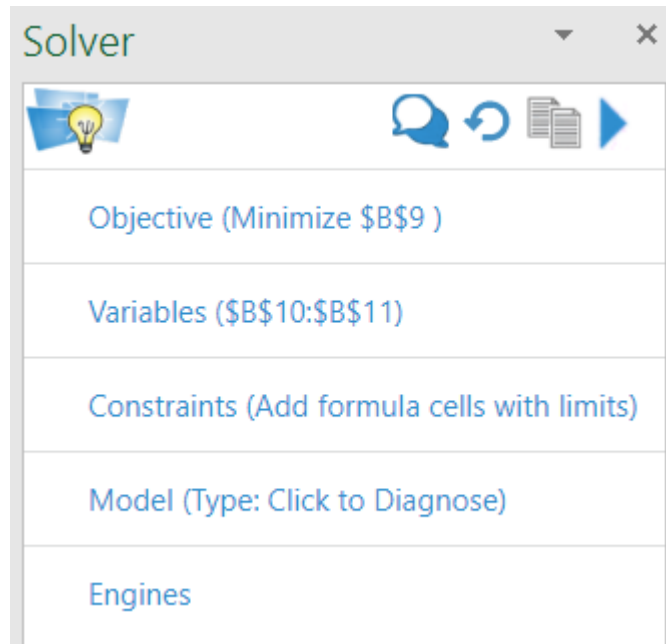 Solver
Objective (Minimize $B$9 )
Variables ($B$10:$B$11)
Constraints (Add formula cells with limits)
Model (Type: Click to Diagnose)
Engines